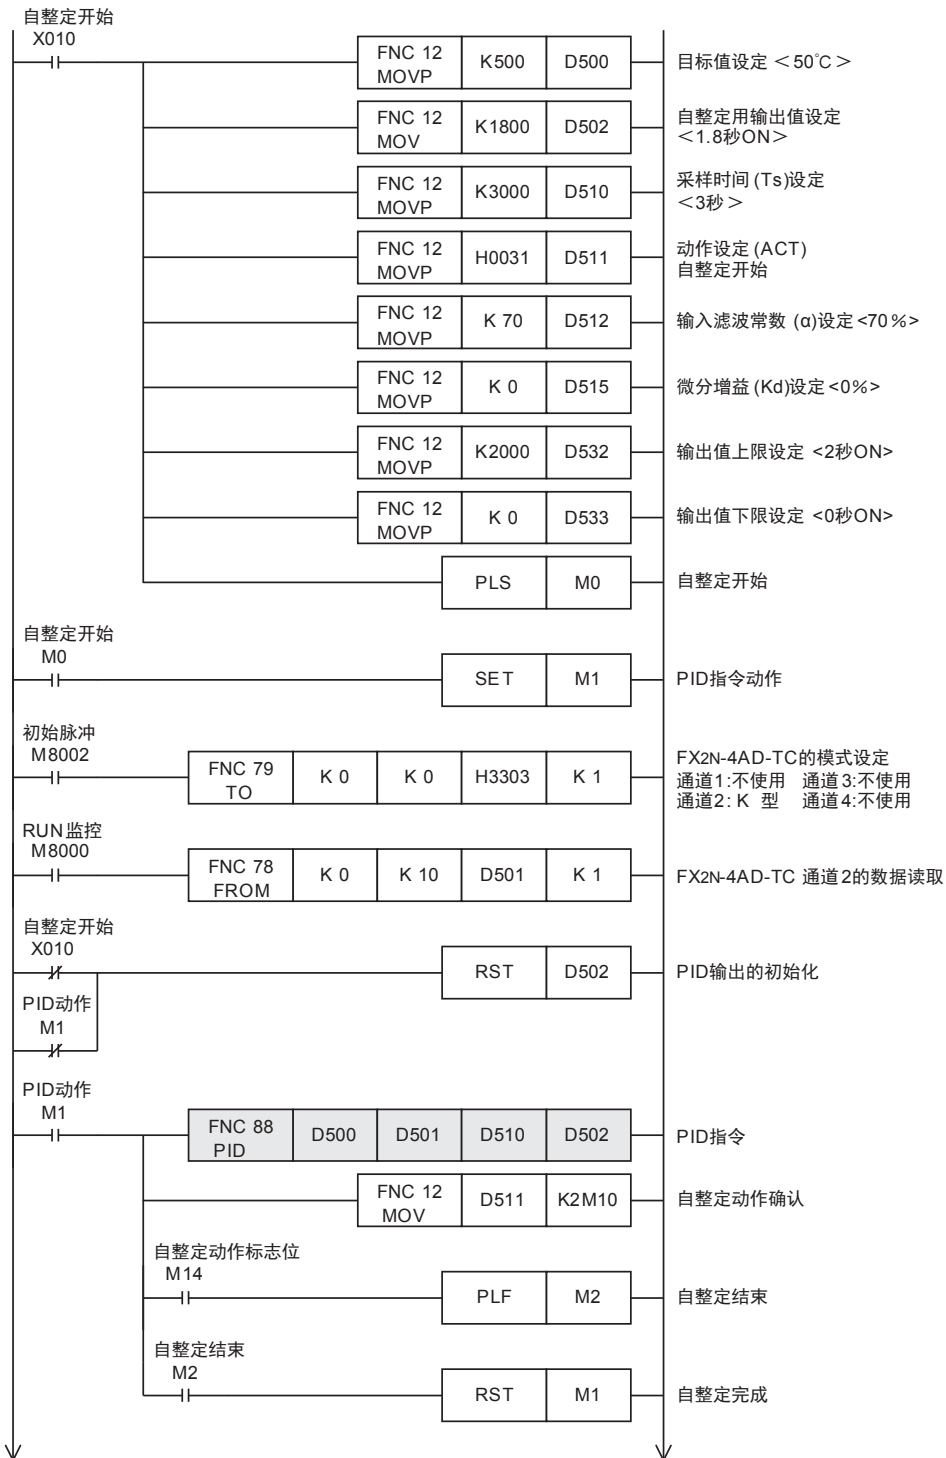 自整定开始
X010
FNC 12 MOVP K500 D500 目标值设定 <50℃>
FNC 12 MOV K1800 D502 自整定用输出值设定
<1.8秒ON>
FNC 12 MOVP K3000 D510 采样时间 (Ts)设定
<3秒>
FNC 12 MOVP H0031 D511 动作设定 (ACT)
自整定开始
FNC 12 MOVP K 70 D512 输入滤波常数 (α)设定 <70%>
FNC 12 MOVP K 0 D515 微分增益 (Kd)设定 <0%>
FNC 12 MOVP K2000 D532 输出值上限设定 <2秒ON>
FNC 12 MOVP K 0 D533 输出值下限设定 <0秒ON>
PLS M0 自整定开始
自整定开始
M0
SET M1 PID指令动作
初始脉冲
M8002
FNC 79 TO K 0 K 0 H3303 K 1 FX2N-4AD-TC的模式设定
通道1:不使用 通道3:不使用
通道2: K 型 通道4:不使用
RUN监控
M8000
FNC 78 FROM K 0 K 10 D501 K 1 FX2N-4AD-TC 通道2的数据读取
自整定开始
X010
RST D502 PID输出的初始化
PID动作
M1
PID动作
M1
FNC 88 PID D500 D501 D510 D502 PID指令
FNC 12 MOV D511 K2M10 自整定动作确认
自整定动作标志位
M14
PLF M2 自整定结束
自整定结束
M2
RST M1 自整定完成